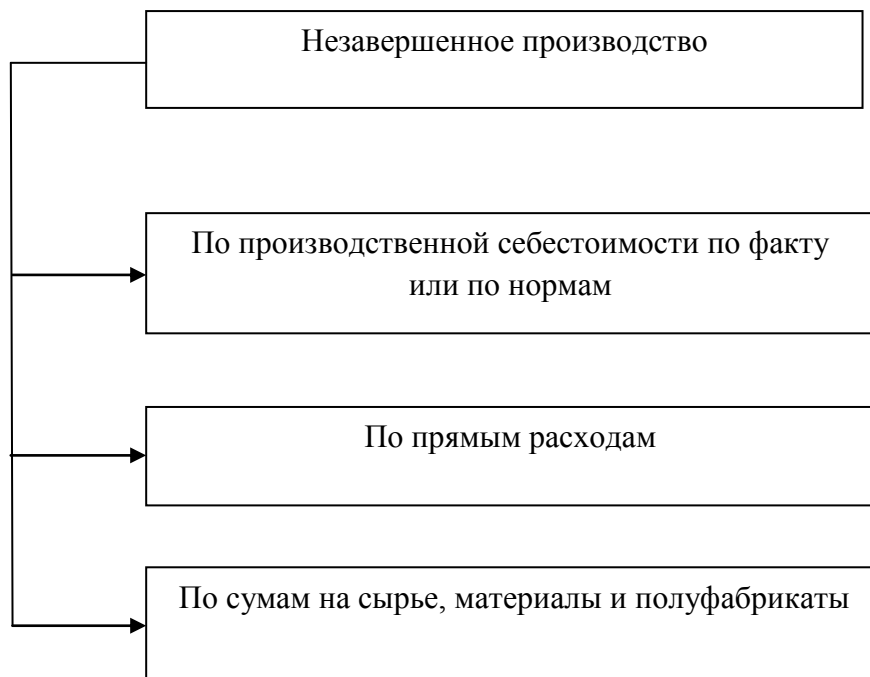 Незавершенное производство
По производственной себестоимости по факту
или по нормам
По прямым расходам
По сумам на сырье, материалы и полуфабрикаты